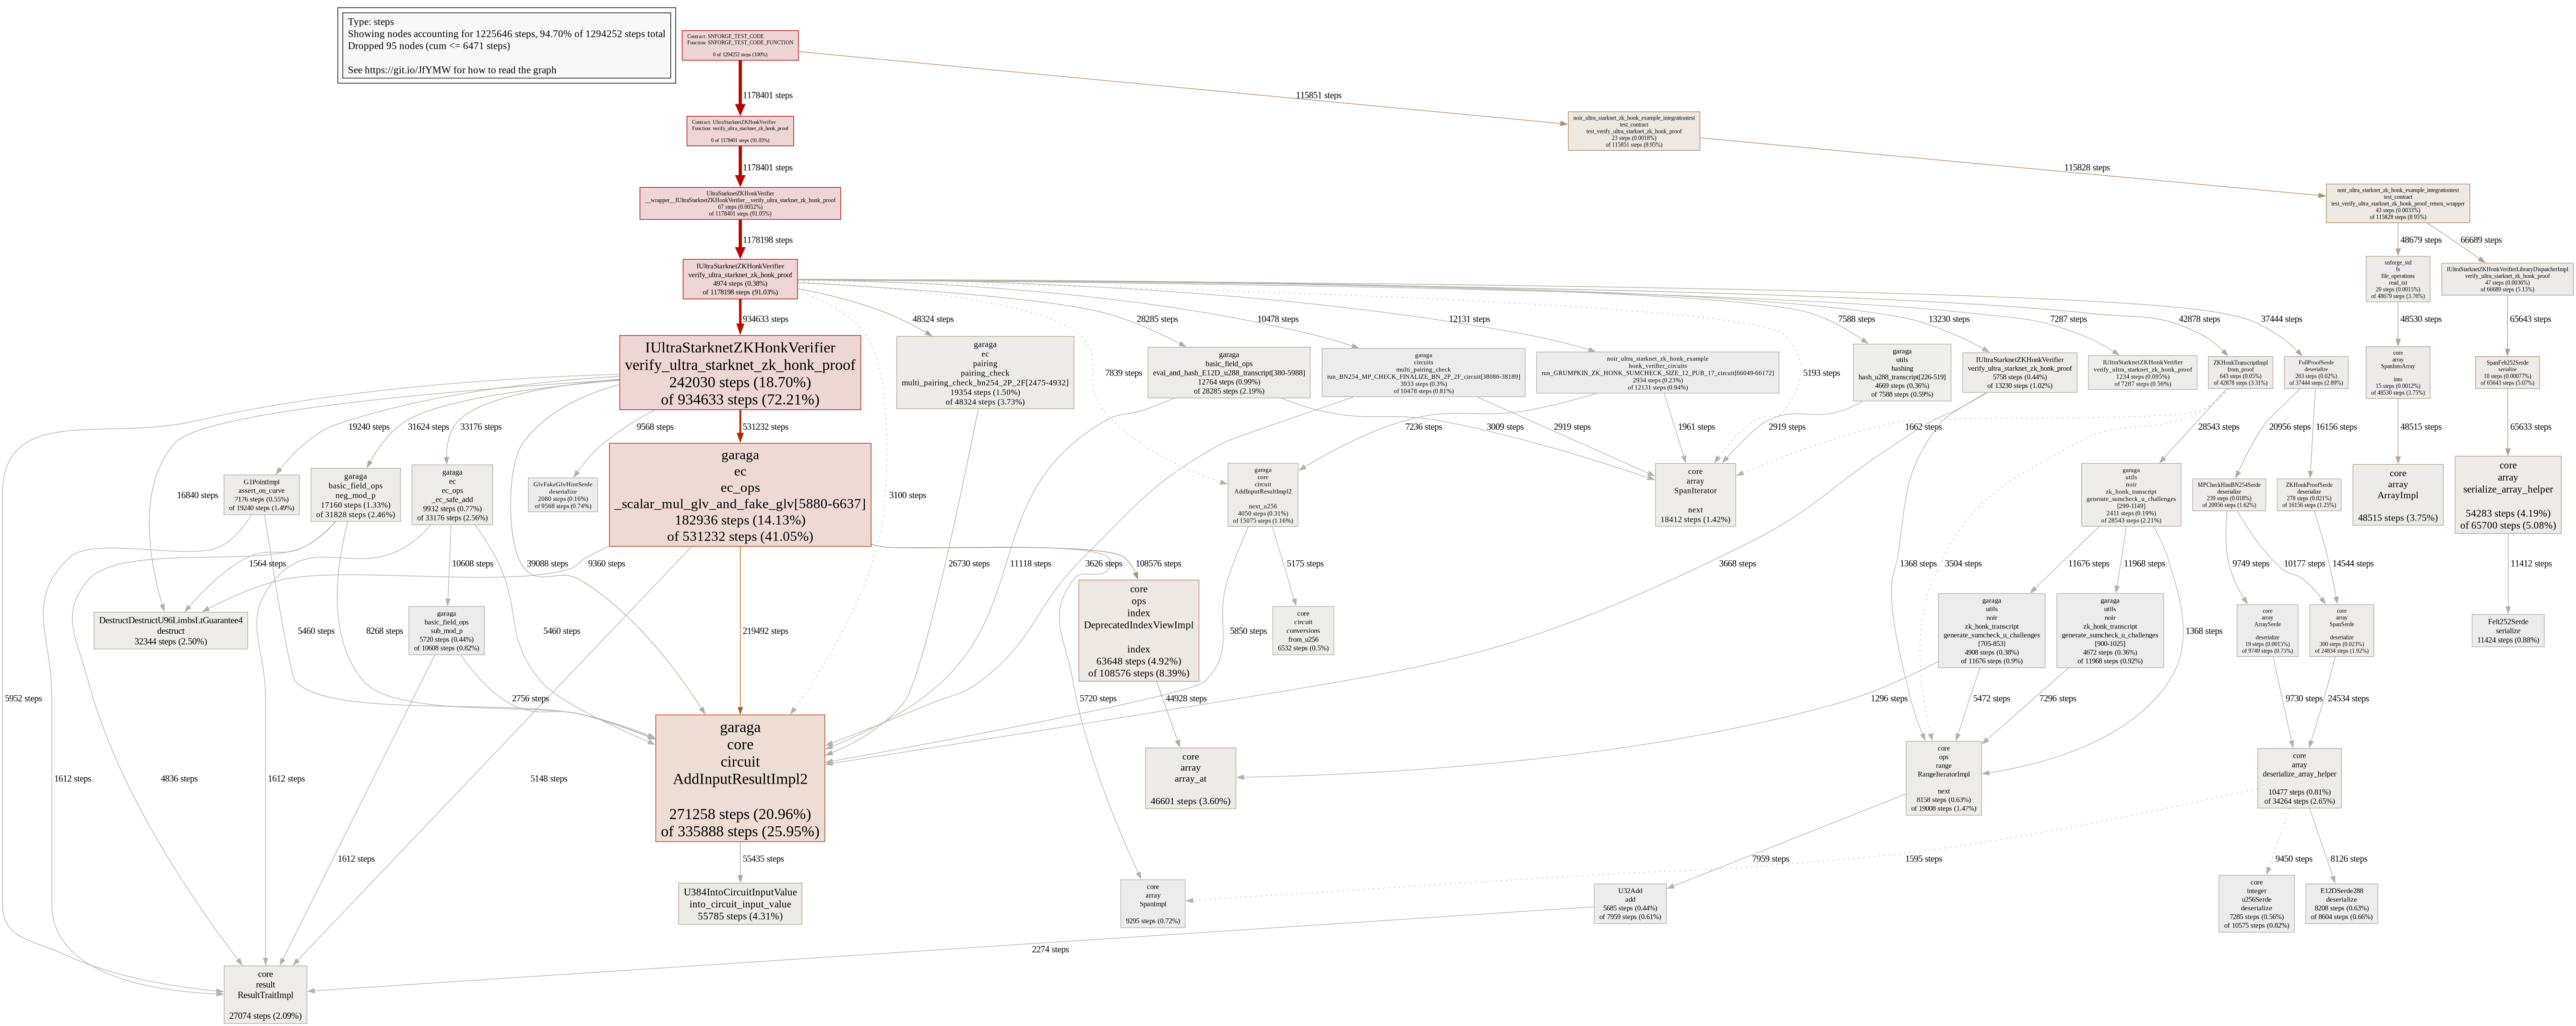 Type: steps
Showing nodes accounting for 1225646 steps, 94.70% of 1294252 steps total
Dropped 95 nodes (cum <= 6471 steps)
See https://git.io/JfYMW for how to read the graph
Contract: SNFORGE_TEST_CODE
Function: SNFORGE_TEST_CODE_FUNCTION
0 of 1294252 steps (100%)
1178401 steps
115851 steps
Contract: UltraStarknetZKHonkVerifier
Function: verify_ultra_starknet_zk_honk_proof
0 of 1178401 steps (91.05%)
noir_ultra_starknet_zk_honk_example_integrationtest
test_contract
test_verify_ultra_starknet_zk_honk_proof
23 steps (0.0018%)
of 115851 steps (8.95%)
1178401 steps
115828 steps
UltraStarknetZKHonkVerifier
__wrapper__IUltraStarknetZKHonkVerifier__verify_ultra_starknet_zk_honk_proof
67 steps (0.0052%)
of 1178401 steps (91.05%)
noir_ultra_starknet_zk_honk_example_integrationtest
test_contract
test_verify_ultra_starknet_zk_honk_proof_return_wrapper
43 steps (0.0033%)
of 115828 steps (8.95%)
1178198 steps
48679 steps
66689 steps
IUltraStarknetZKHonkVerifier
verify_ultra_starknet_zk_honk_proof
4974 steps (0.38%)
of 1178198 steps (91.03%)
snforge_std
fs
file_operations
read_txt
20 steps (0.0015%)
of 48679 steps (3.76%)
IUltraStarknetZKHonkVerifierLibraryDispatcherImpl
verify_ultra_starknet_zk_honk_proof
47 steps (0.0036%)
of 66689 steps (5.15%)
934633 steps
48324 steps
28285 steps
10478 steps
12131 steps
7588 steps
13230 steps
7287 steps
42878 steps
37444 steps
48530 steps
65643 steps
IUltraStarknetZKHonkVerifier
verify_ultra_starknet_zk_honk_proof
242030 steps (18.70%)
of 934633 steps (72.21%)
garaga
ec
pairing
pairing_check
multi_pairing_check_bn254_2P_2F[2475-4932]
19354 steps (1.50%)
of 48324 steps (3.73%)
7839 steps
garaga
basic_field_ops
eval_and_hash_E12D_u288_transcript[380-5988]
12764 steps (0.99%)
of 28285 steps (2.19%)
garaga
circuits
multi_pairing_check
run_BN254_MP_CHECK_FINALIZE_BN_2P_2F_circuit[38086-38189]
3933 steps (0.3%)
of 10478 steps (0.81%)
noir_ultra_starknet_zk_honk_example
honk_verifier_circuits
run_GRUMPKIN_ZK_HONK_SUMCHECK_SIZE_12_PUB_17_circuit[66049-66172]
2934 steps (0.23%)
of 12131 steps (0.94%)
5193 steps
garaga
utils
hashing
hash_u288_transcript[226-519]
4669 steps (0.36%)
of 7588 steps (0.59%)
IUltraStarknetZKHonkVerifier
verify_ultra_starknet_zk_honk_proof
5758 steps (0.44%)
of 13230 steps (1.02%)
IUltraStarknetZKHonkVerifier
verify_ultra_starknet_zk_honk_proof
1234 steps (0.095%)
of 7287 steps (0.56%)
ZKHonkTranscriptImpl
from_proof
643 steps (0.05%)
of 42878 steps (3.31%)
FullProofSerde
deserialize
263 steps (0.02%)
of 37444 steps (2.89%)
core
array
SpanIntoArray
into
15 steps (0.0012%)
of 48530 steps (3.75%)
SpanFelt252Serde
serialize
10 steps (0.00077%)
of 65643 steps (5.07%)
19240 steps
31624 steps
33176 steps
9568 steps
531232 steps
7236 steps
3009 steps
2919 steps
1961 steps
2919 steps
1662 steps
28543 steps
20956 steps
16156 steps
48515 steps
65633 steps
16840 steps
G1PointImpl
assert_on_curve
7176 steps (0.55%)
of 19240 steps (1.49%)
garaga
basic_field_ops
neg_mod_p
17160 steps (1.33%)
of 31828 steps (2.46%)
garaga
ec
ec_ops
_ec_safe_add
9932 steps (0.77%)
of 33176 steps (2.56%)
GlvFakeGlvHintSerde
deserialize
2080 steps (0.16%)
of 9568 steps (0.74%)
garaga
ec
ec_ops
_scalar_mul_glv_and_fake_glv[5880-6637]
182936 steps (14.13%)
of 531232 steps (41.05%)
3100 steps
garaga
core
circuit
AddInputResultImpl2
next_u256
4050 steps (0.31%)
of 15075 steps (1.16%)
core
array
SpanIterator
next
18412 steps (1.42%)
garaga
utils
noir
zk_honk_transcript
generate_sumcheck_u_challenges
[299-1149]
2411 steps (0.19%)
of 28543 steps (2.21%)
MPCheckHintBN254Serde
deserialize
239 steps (0.018%)
of 20956 steps (1.62%)
ZKHonkProofSerde
deserialize
278 steps (0.021%)
of 16156 steps (1.25%)
core
array
ArrayImpl
48515 steps (3.75%)
core
array
serialize_array_helper
54283 steps (4.19%)
of 65700 steps (5.08%)
1564 steps
10608 steps
39088 steps
9360 steps
26730 steps
11118 steps
3626 steps
108576 steps
5175 steps
3668 steps
1368 steps
3504 steps
11676 steps
11968 steps
9749 steps
10177 steps
14544 steps
11412 steps
DestructDestructU96LimbsLtGuarantee4
destruct
32344 steps (2.50%)
5460 steps
8268 steps
garaga
basic_field_ops
sub_mod_p
5720 steps (0.44%)
of 10608 steps (0.82%)
5460 steps
219492 steps
core
ops
index
DeprecatedIndexViewImpl
index
63648 steps (4.92%)
of 108576 steps (8.39%)
5850 steps
core
circuit
conversions
from_u256
6532 steps (0.5%)
garaga
utils
noir
zk_honk_transcript
generate_sumcheck_u_challenges
[705-853]
4908 steps (0.38%)
of 11676 steps (0.9%)
garaga
utils
noir
zk_honk_transcript
generate_sumcheck_u_challenges
[900-1025]
4672 steps (0.36%)
of 11968 steps (0.92%)
1368 steps
core
array
ArraySerde
deserialize
19 steps (0.0015%)
of 9749 steps (0.75%)
core
array
SpanSerde
deserialize
300 steps (0.023%)
of 24834 steps (1.92%)
Felt252Serde
serialize
11424 steps (0.88%)
5952 steps
2756 steps
5720 steps
44928 steps
1296 steps
5472 steps
7296 steps
9730 steps
24534 steps
garaga
core
circuit
AddInputResultImpl2
271258 steps (20.96%)
of 335888 steps (25.95%)
core
array
array_at
46601 steps (3.60%)
core
ops
range
RangeIteratorImpl
next
8158 steps (0.63%)
of 19008 steps (1.47%)
core
array
deserialize_array_helper
10477 steps (0.81%)
of 34264 steps (2.65%)
1612 steps
4836 steps
1612 steps
5148 steps
1612 steps
55435 steps
7959 steps
1595 steps
9450 steps
8126 steps
U384IntoCircuitInputValue
into_circuit_input_value
55785 steps (4.31%)
core
array
SpanImpl
9295 steps (0.72%)
U32Add
add
5685 steps (0.44%)
of 7959 steps (0.61%)
core
integer
u256Serde
deserialize
7285 steps (0.56%)
of 10575 steps (0.82%)
E12DSerde288
deserialize
8208 steps (0.63%)
of 8604 steps (0.66%)
2274 steps
core
result
ResultTraitImpl
27074 steps (2.09%)